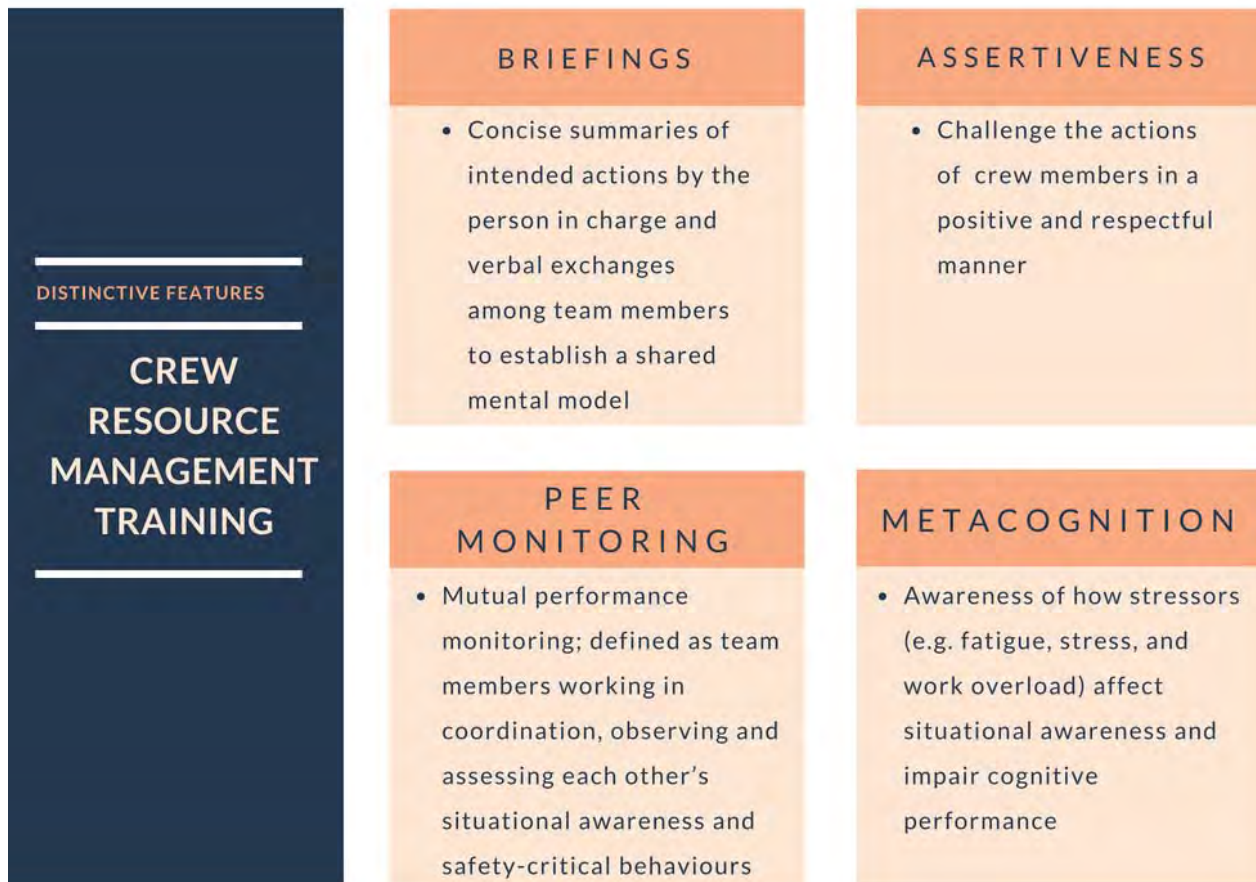 DISTINCTIVE FEATURES
CREW
RESOURCE
MANAGEMENT
TRAINING
BRIEFINGS
• Concise summaries of
intended actions by the
person in charge and
verbal exchanges
among team members
to establish a shared
mental model
ASSERTIVENESS
• Challenge the actions
of crew members in a
positive and respectful
manner
PEER
MONITORING
• Mutual performance
monitoring; defined as team
members working in
coordination, observing and
assessing each other’s
situational awareness and
safety-critical behaviours
METACOGNITION
• Awareness of how stressors
(e.g. fatigue, stress, and
work overload) affect
situational awareness and
impair cognitive
performance